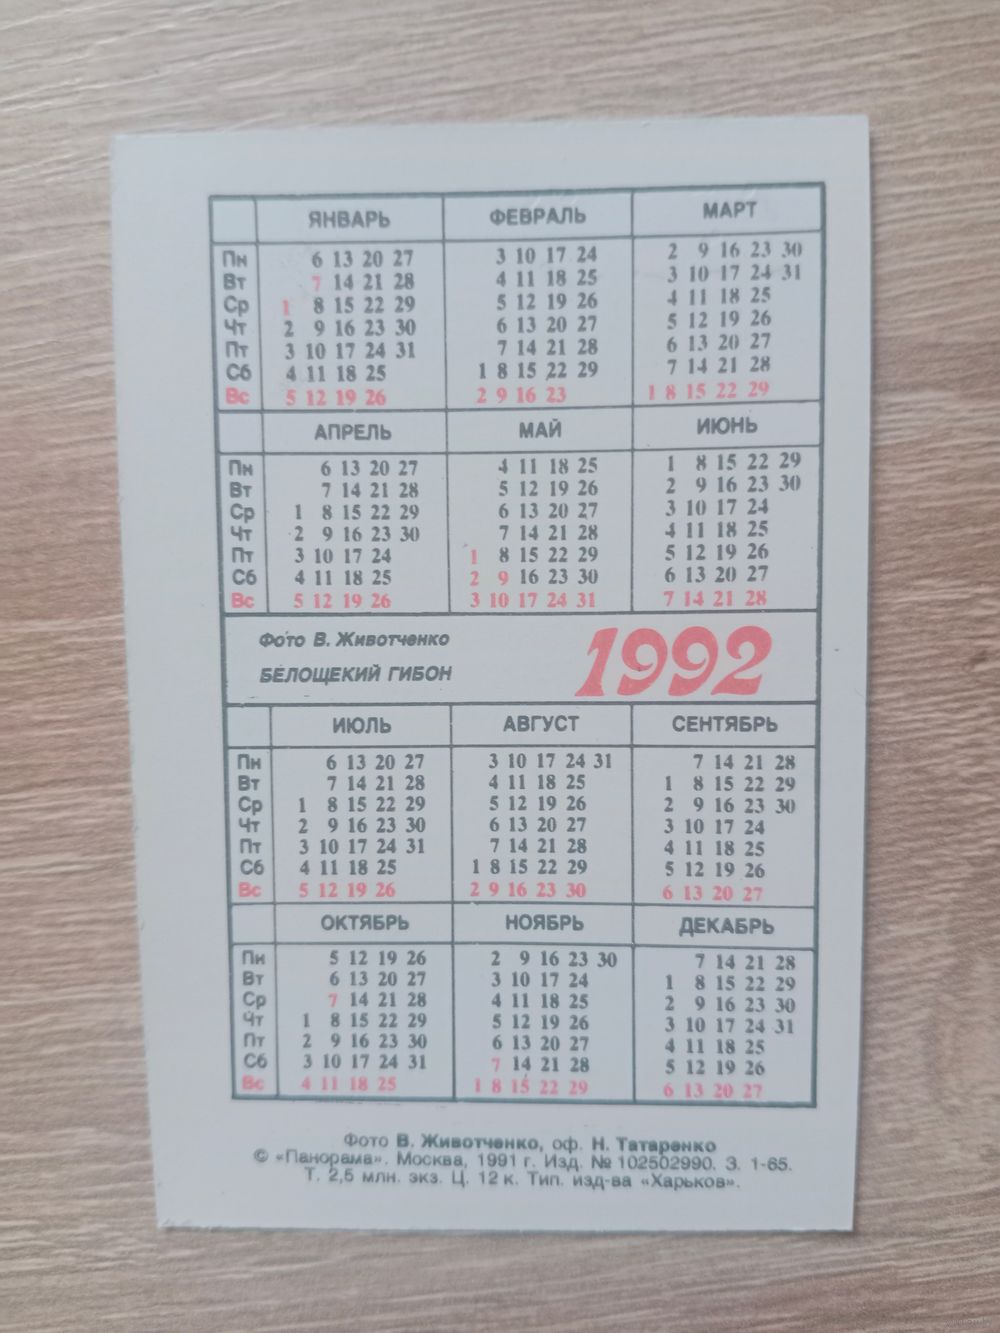 ЯНВАРЬ ФЕВРАЛЬ МАРТ
Пн 6 13 20 27 3 10 17 24 2 9 16 23 30
Вт 7 14 21 28 4 11 18 25 3 10 17 24 31
Ср 1 8 15 22 29 5 12 19 26 4 11 18 25
Чт 2 9 16 23 30 6 13 20 27 5 12 19 26
Пт 3 10 17 24 31 7 14 21 28 6 13 20 27
Сб 4 11 18 25 1 8 15 22 29 7 14 21 28
Вс 5 12 19 26 2 9 16 23 1 8 15 22 29
АПРЕЛЬ МАЙ ИЮНЬ
Пн 6 13 20 27 4 11 18 25 1 8 15 22 29
Вт 7 14 21 28 5 12 19 26 2 9 16 23 30
Ср 1 8 15 22 29 6 13 20 27 3 10 17 24
Чт 2 9 16 23 30 7 14 21 28 4 11 18 25
Пт 3 10 17 24 1 8 15 22 29 5 12 19 26
Сб 4 11 18 25 2 9 16 23 30 6 13 20 27
Вс 5 12 19 26 3 10 17 24 31 7 14 21 28
Фото В. Животченко
БЕЛОЩЕКИЙ ГИБОН
1992
ИЮЛЬ АВГУСТ СЕНТЯБРЬ
Пн 6 13 20 27 3 10 17 24 31 7 14 21 28
Вт 7 14 21 28 4 11 18 25 1 8 15 22 29
Ср 1 8 15 22 29 5 12 19 26 2 9 16 23 30
Чт 2 9 16 23 30 6 13 20 27 3 10 17 24
Пт 3 10 17 24 31 7 14 21 28 4 11 18 25
Сб 4 11 18 25 1 8 15 22 29 5 12 19 26
Вс 5 12 19 26 2 9 16 23 30 6 13 20 27
ОКТЯБРЬ НОЯБРЬ ДЕКАБРЬ
Пн 5 12 19 26 2 9 16 23 30 7 14 21 28
Вт 6 13 20 27 3 10 17 24 1 8 15 22 29
Ср 7 14 21 28 4 11 18 25 2 9 16 23 30
Чт 1 8 15 22 29 5 12 19 26 3 10 17 24 31
Пт 2 9 16 23 30 6 13 20 27 4 11 18 25
Сб 3 10 17 24 31 7 14 21 28 5 12 19 26
Вс 4 11 18 25 1 8 15 22 29 6 13 20 27
Фото В. Животченко, оф. Н. Татаренко
© «Панорама». Москва, 1991 г. Изд. № 102502990. З. 1-65.
Т. 2,5 млн. экз. Ц. 12 к. Тип. изд-ва «Харьков».